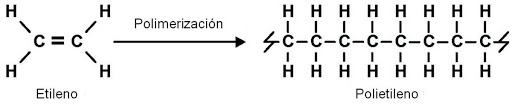 H H H H H H H H H H
Polimerización
C = C C C C C C C C C
H H H H H H H H H H
Etileno Polietileno